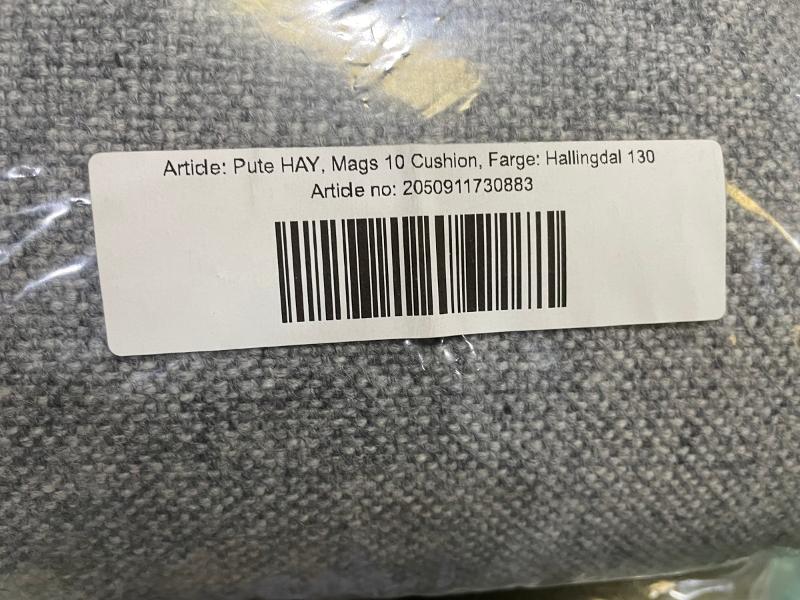 Article: Pute HAY, Mags 10 Cushion, Farge: Hallingdal 130
Article no: 2050911730883